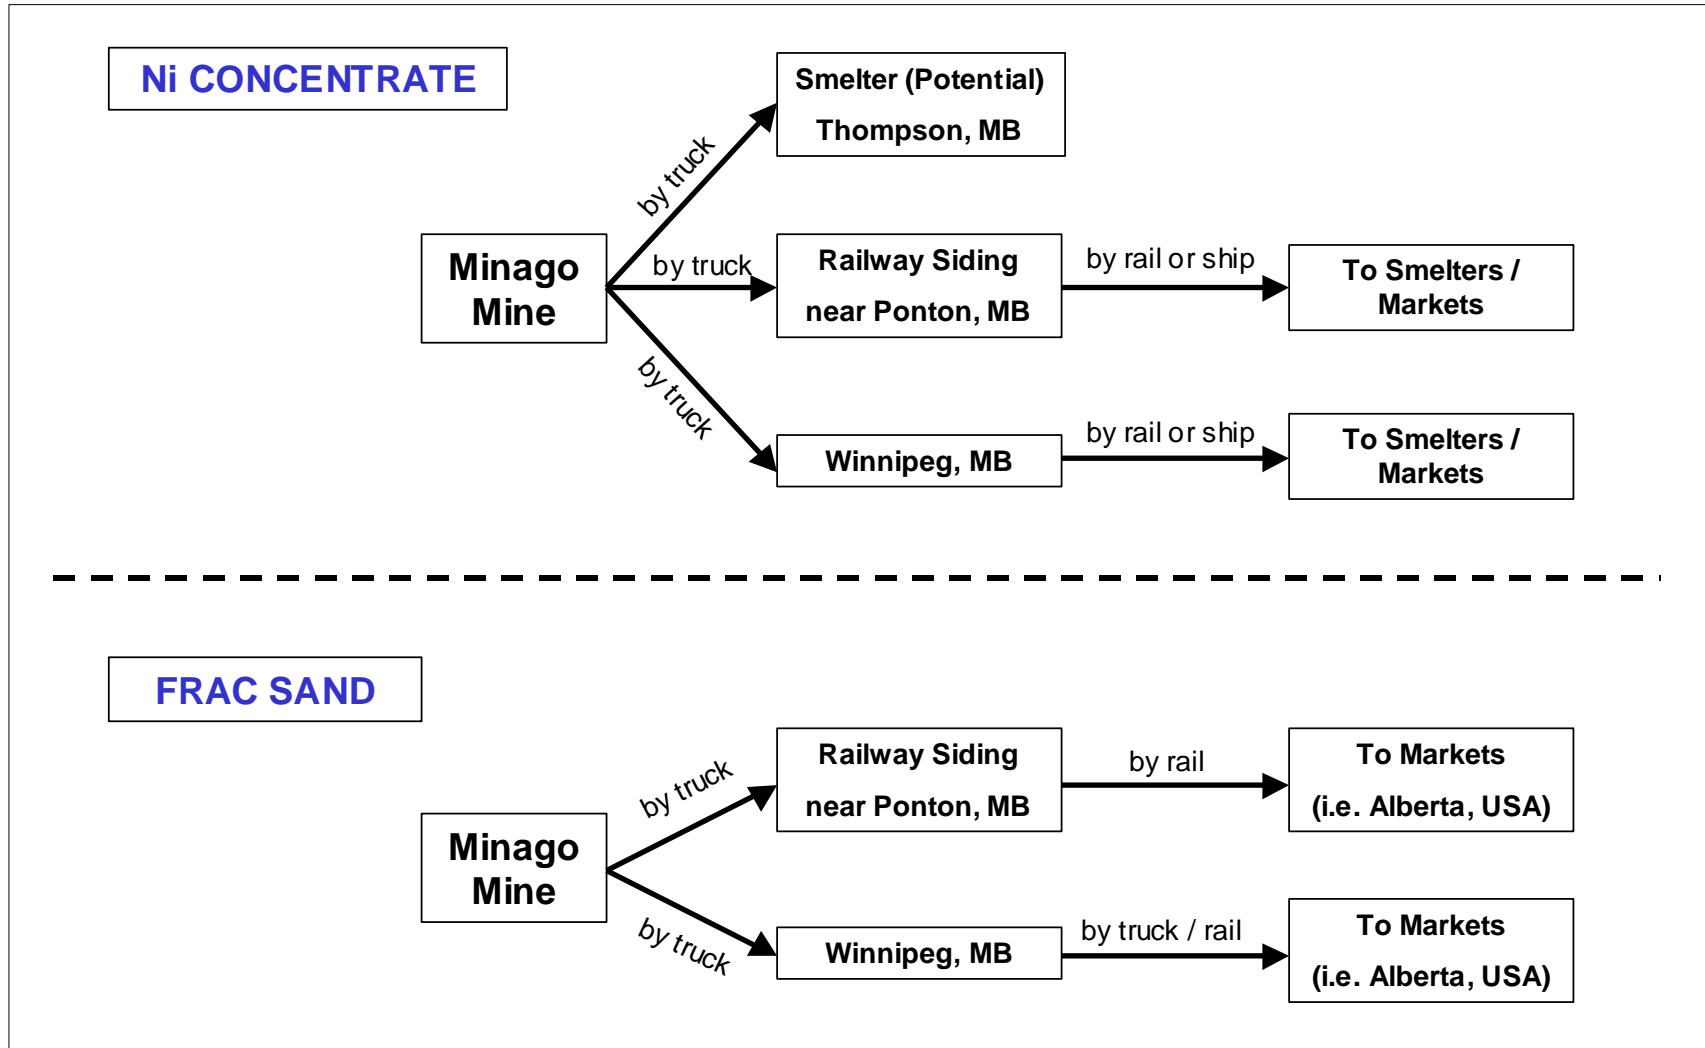 Ni CONCENTRATE
Smelter (Potential)
Thompson, MB
by truck
Minago
Mine
by truck
Railway Siding
near Ponton, MB
by rail or ship
To Smelters /
Markets
by truck
Winnipeg, MB
by rail or ship
To Smelters /
Markets
FRAC SAND
Minago
Mine
by truck
Railway Siding
near Ponton, MB
by rail
To Markets
(i.e. Alberta, USA)
by truck
Winnipeg, MB
by truck / rail
To Markets
(i.e. Alberta, USA)